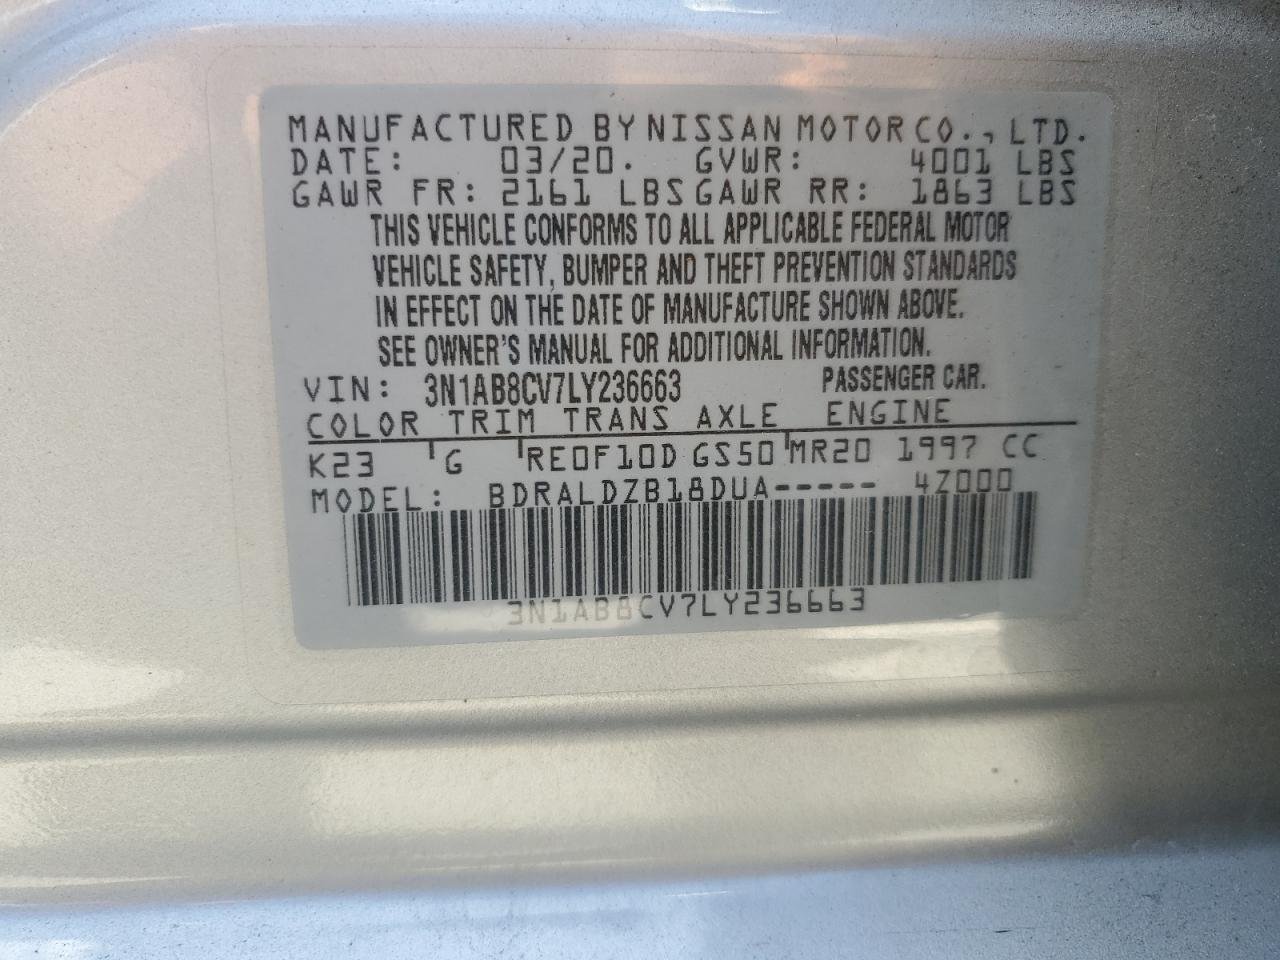 MANUFACTURED BY NISSAN MOTOR CO., LTD.
DATE: 03/20. GVWR: 4001 LBS
GAWR FR: 2161 LBS GAWR RR: 1863 LBS
THIS VEHICLE CONFORMS TO ALL APPLICABLE FEDERAL MOTOR
VEHICLE SAFETY, BUMPER AND THEFT PREVENTION STANDARDS
IN EFFECT ON THE DATE OF MANUFACTURE SHOWN ABOVE.
SEE OWNER'S MANUAL FOR ADDITIONAL INFORMATION.
VIN: 3N1AB8CV7LY236663 PASSENGER CAR.
COLOR TRIM TRANS AXLE ENGINE
K23 G RE0F10D GS50 MR20 1997 CC
MODEL: BDRALDZB18DUA----- 4Z000
3N1AB8CV7LY236663